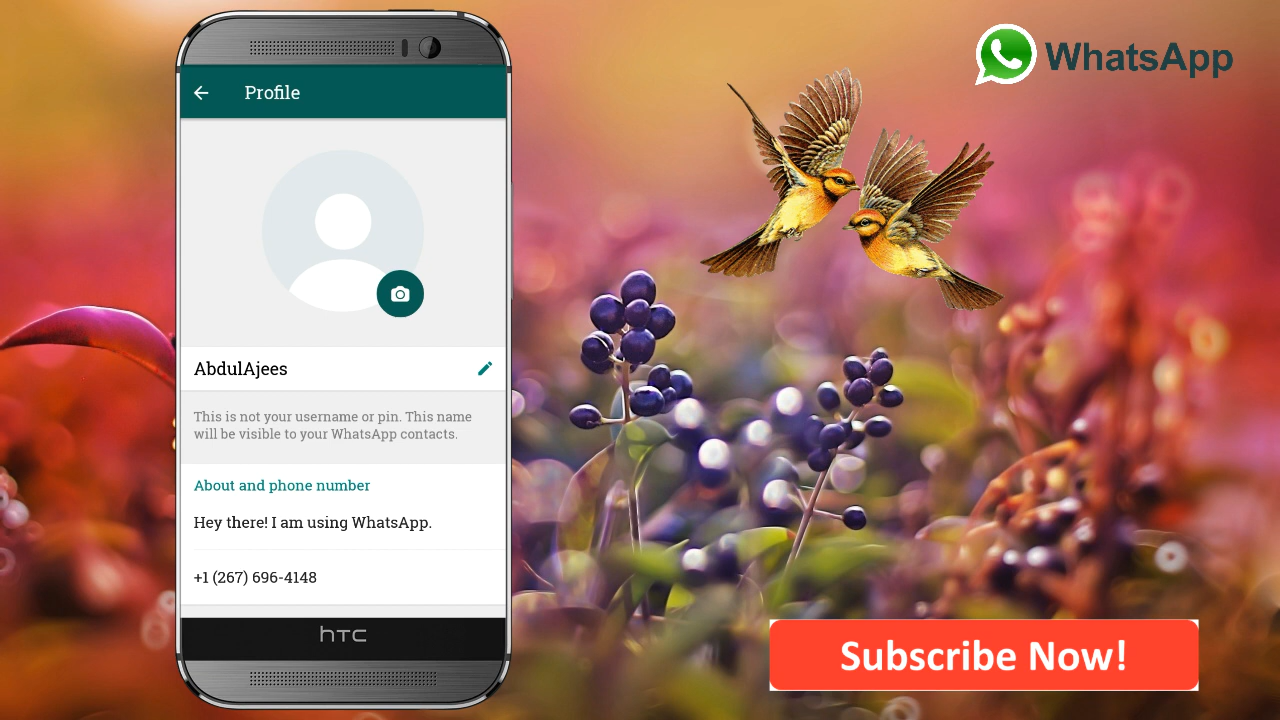 Profile
AbdulAjees
This is not your username or pin. This name
will be visible to your WhatsApp contacts.
About and phone number
Hey there! I am using WhatsApp.
+1 (267) 696-4148
hTC
WhatsApp
Subscribe Now!